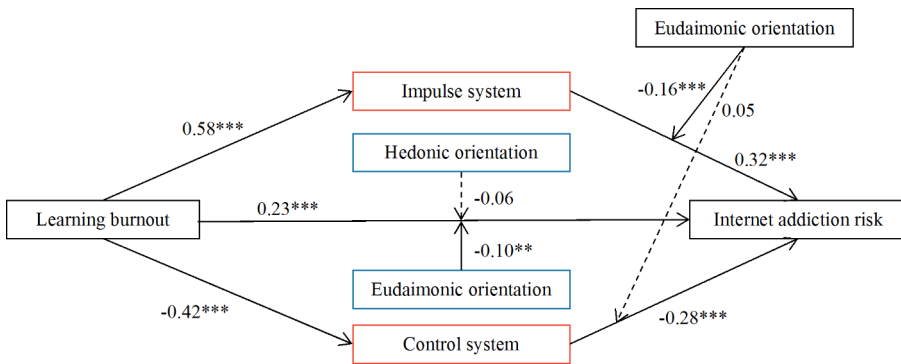 Eudaimonic orientation
Impulse system
-0.16***
0.05
0.58***
Hedonic orientation
0.32***
-0.06
Learning burnout
0.23***
Internet addiction risk
-0.10**
Eudaimonic orientation
-0.42***
-0.28***
Control system